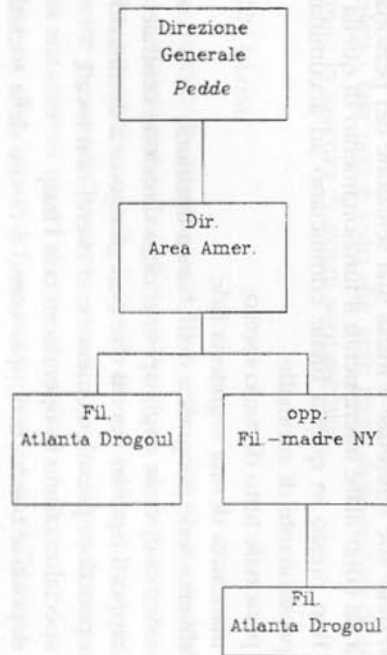 Direzione
Generale
Pedde
Dir.
Area Amer.
Fil.
Atlanta Drogoul
opp.
Fil.-madre NY
Fil.
Atlanta Drogoul